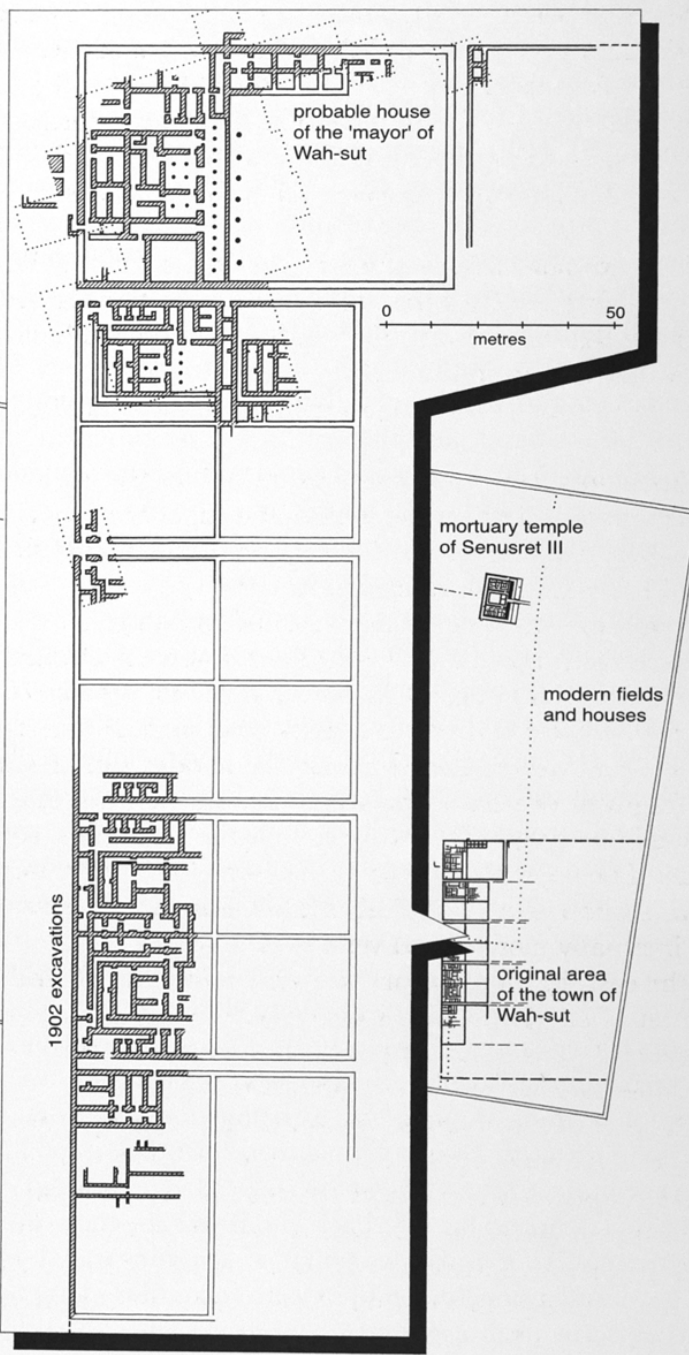 probable house
of the 'mayor' of
Wah-sut
0
50
metres
mortuary temple
of Senusret III
modern fields
and houses
1902 excavations
original area
of the town of
Wah-sut